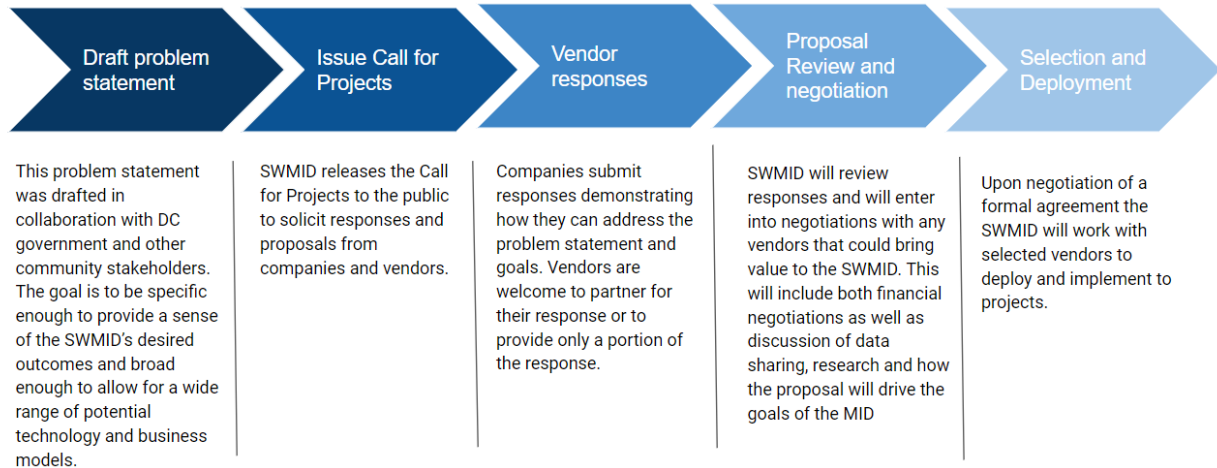 Draft problem
statement
Issue Call for
Projects
Vendor
responses
Proposal
Review and
negotiation
Selection and
Deployment
This problem statement
was drafted in
collaboration with DC
government and other
community stakeholders.
The goal is to be specific
enough to provide a sense
of the SWMID's desired
outcomes and broad
enough to allow for a wide
range of potential
technology and business
models.
SWMID releases the Call
for Projects to the public
to solicit responses and
proposals from
companies and vendors.
Companies submit
responses demonstrating
how they can address the
problem statement and
goals. Vendors are
welcome to partner for
their response or to
provide only a portion of
the response.
SWMID will review
responses and will enter
into negotiations with any
vendors that could bring
value to the SWMID. This
will include both financial
negotiations as well as
discussion of data
sharing, research and how
the proposal will drive the
goals of the MID
Upon negotiation of a
formal agreement the
SWMID will work with
selected vendors to
deploy and implement to
projects.